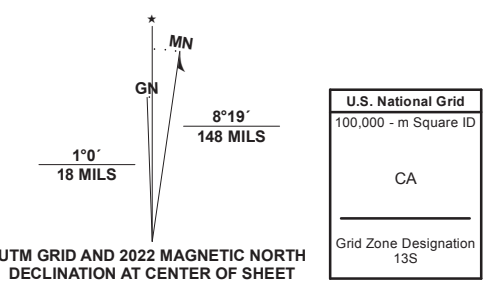 ★
MN
GN
8°19´
148 MILS
1°0´
18 MILS
UTM GRID AND 2022 MAGNETIC NORTH
DECLINATION AT CENTER OF SHEET
U.S. National Grid
100,000 - m Square ID
CA
Grid Zone Designation
13S